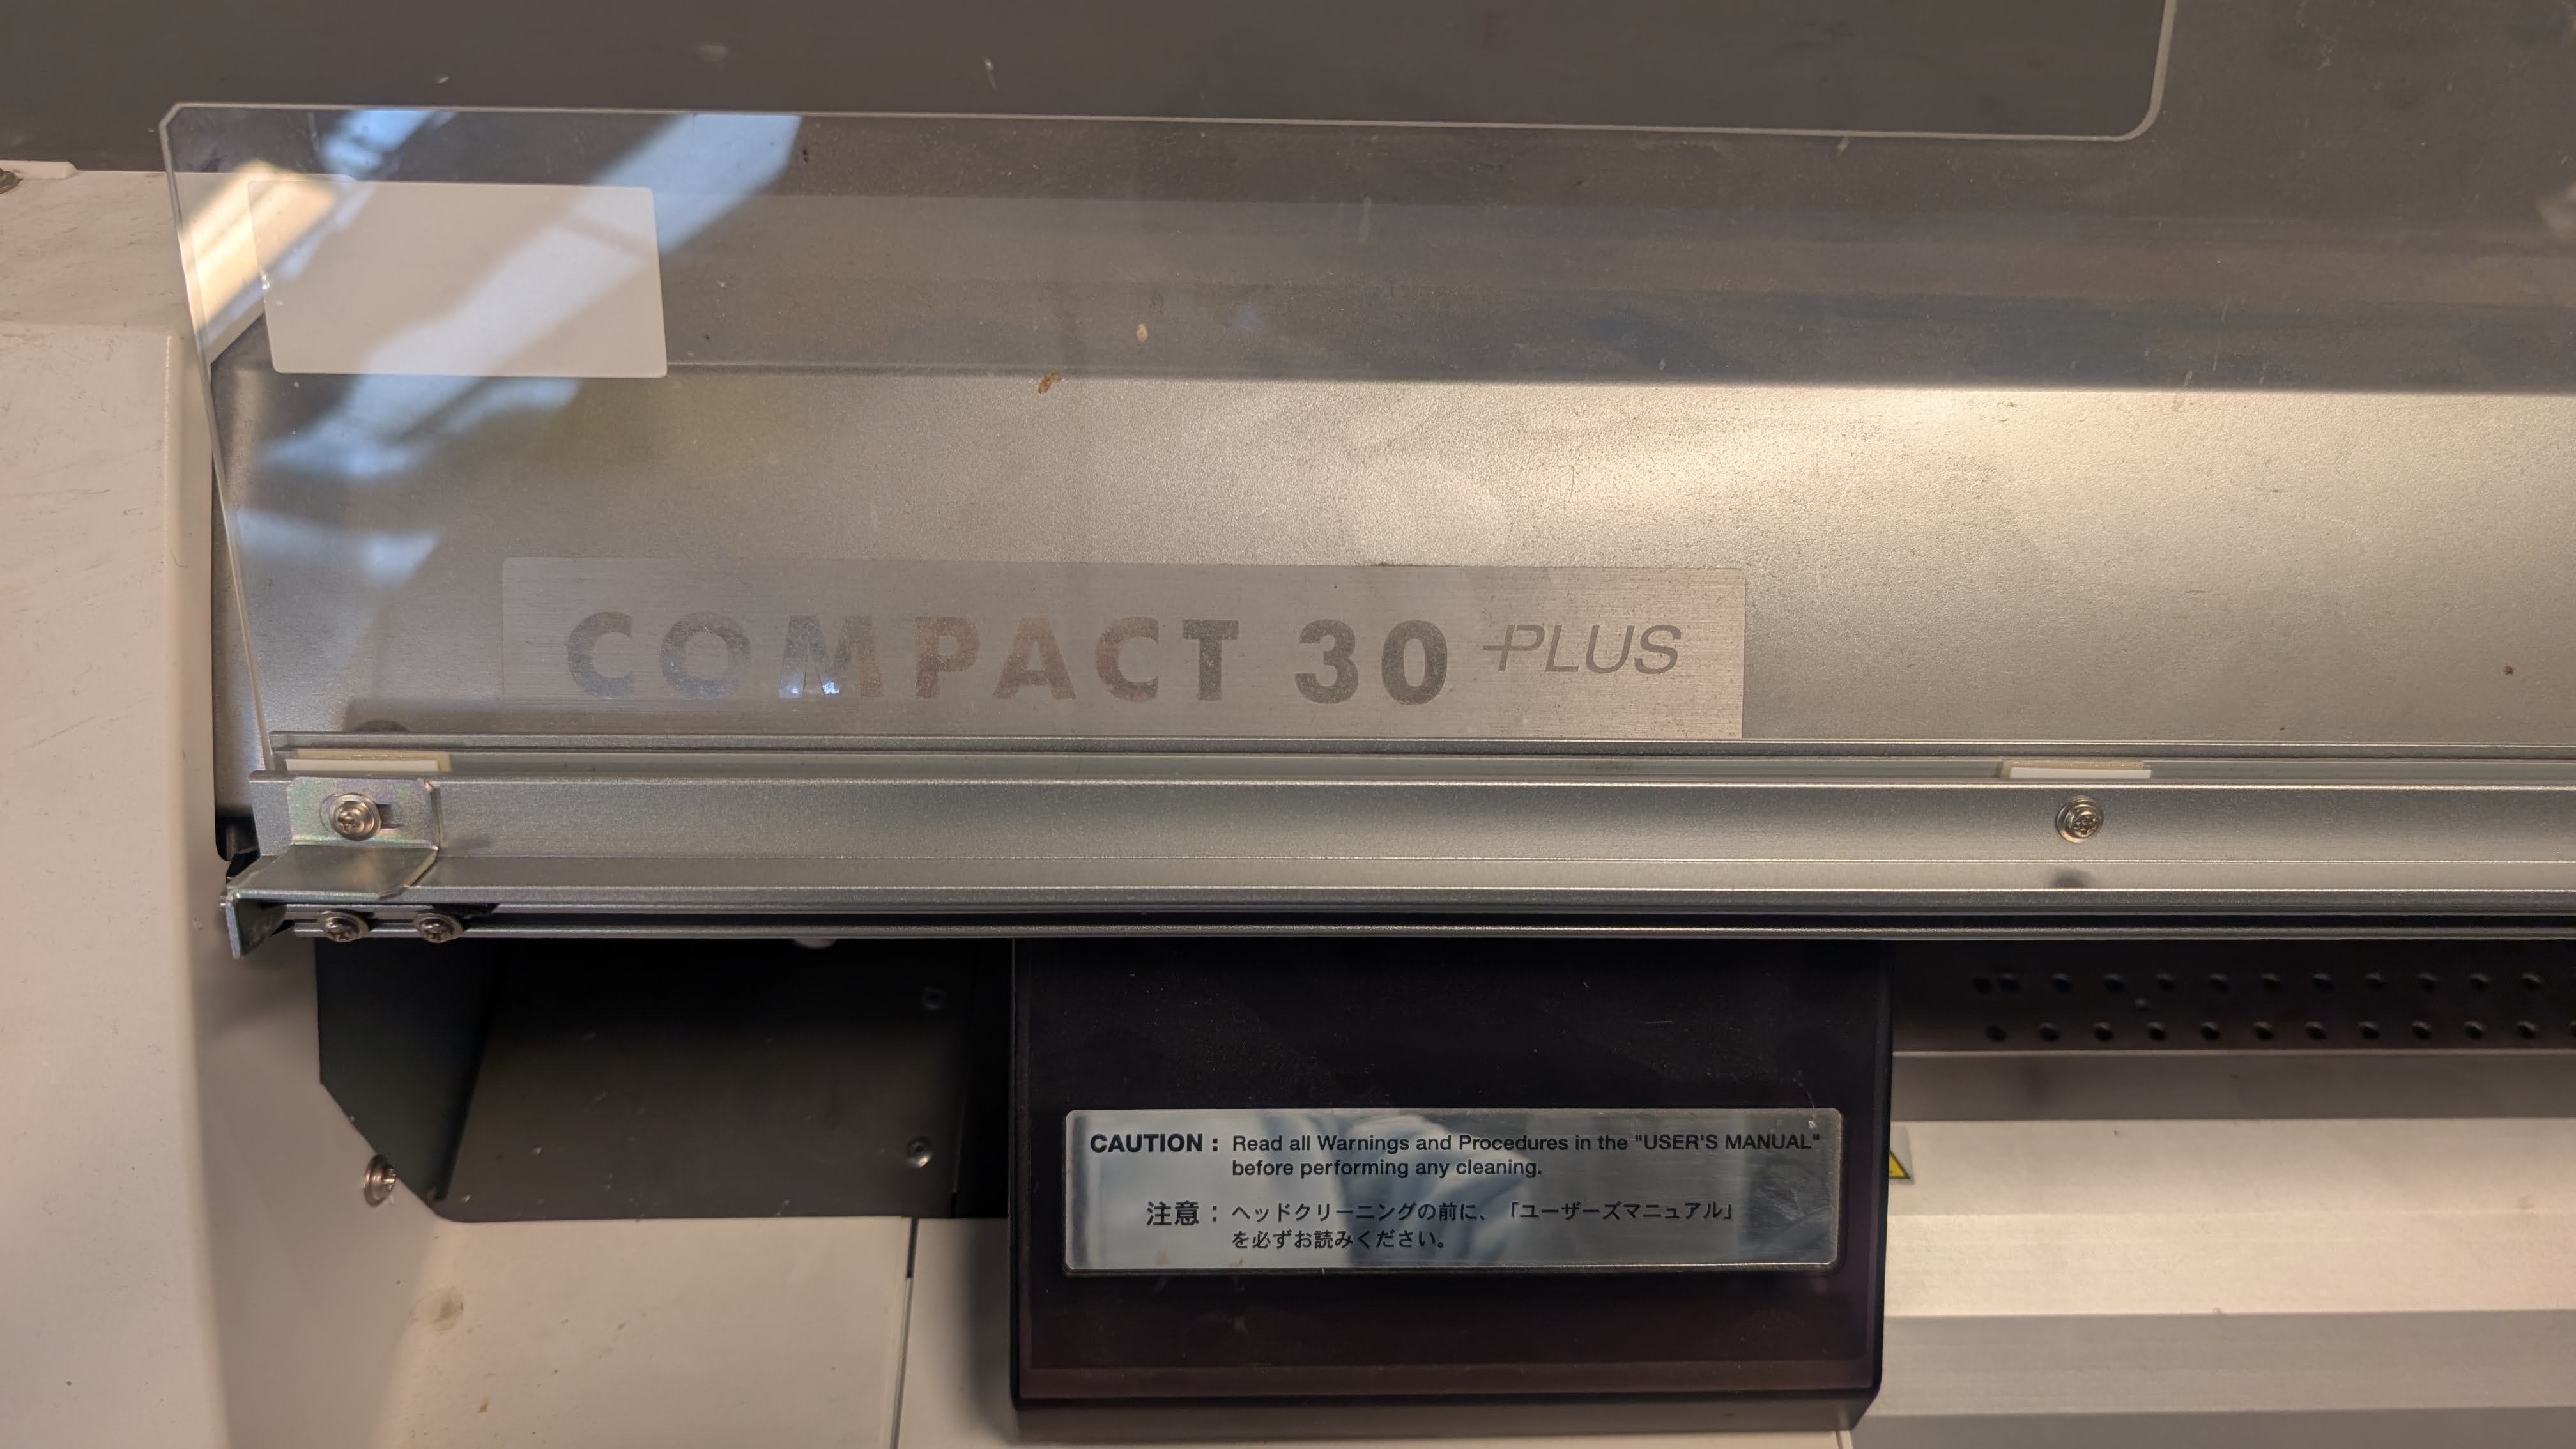 COMPACT 30 PLUS
CAUTION : Read all Warnings and Procedures in the "USER'S MANUAL"
before performing any cleaning.
注意 : ヘッドクリーニングの前に、「ユーザーズマニュアル」
を必ずお読みください。